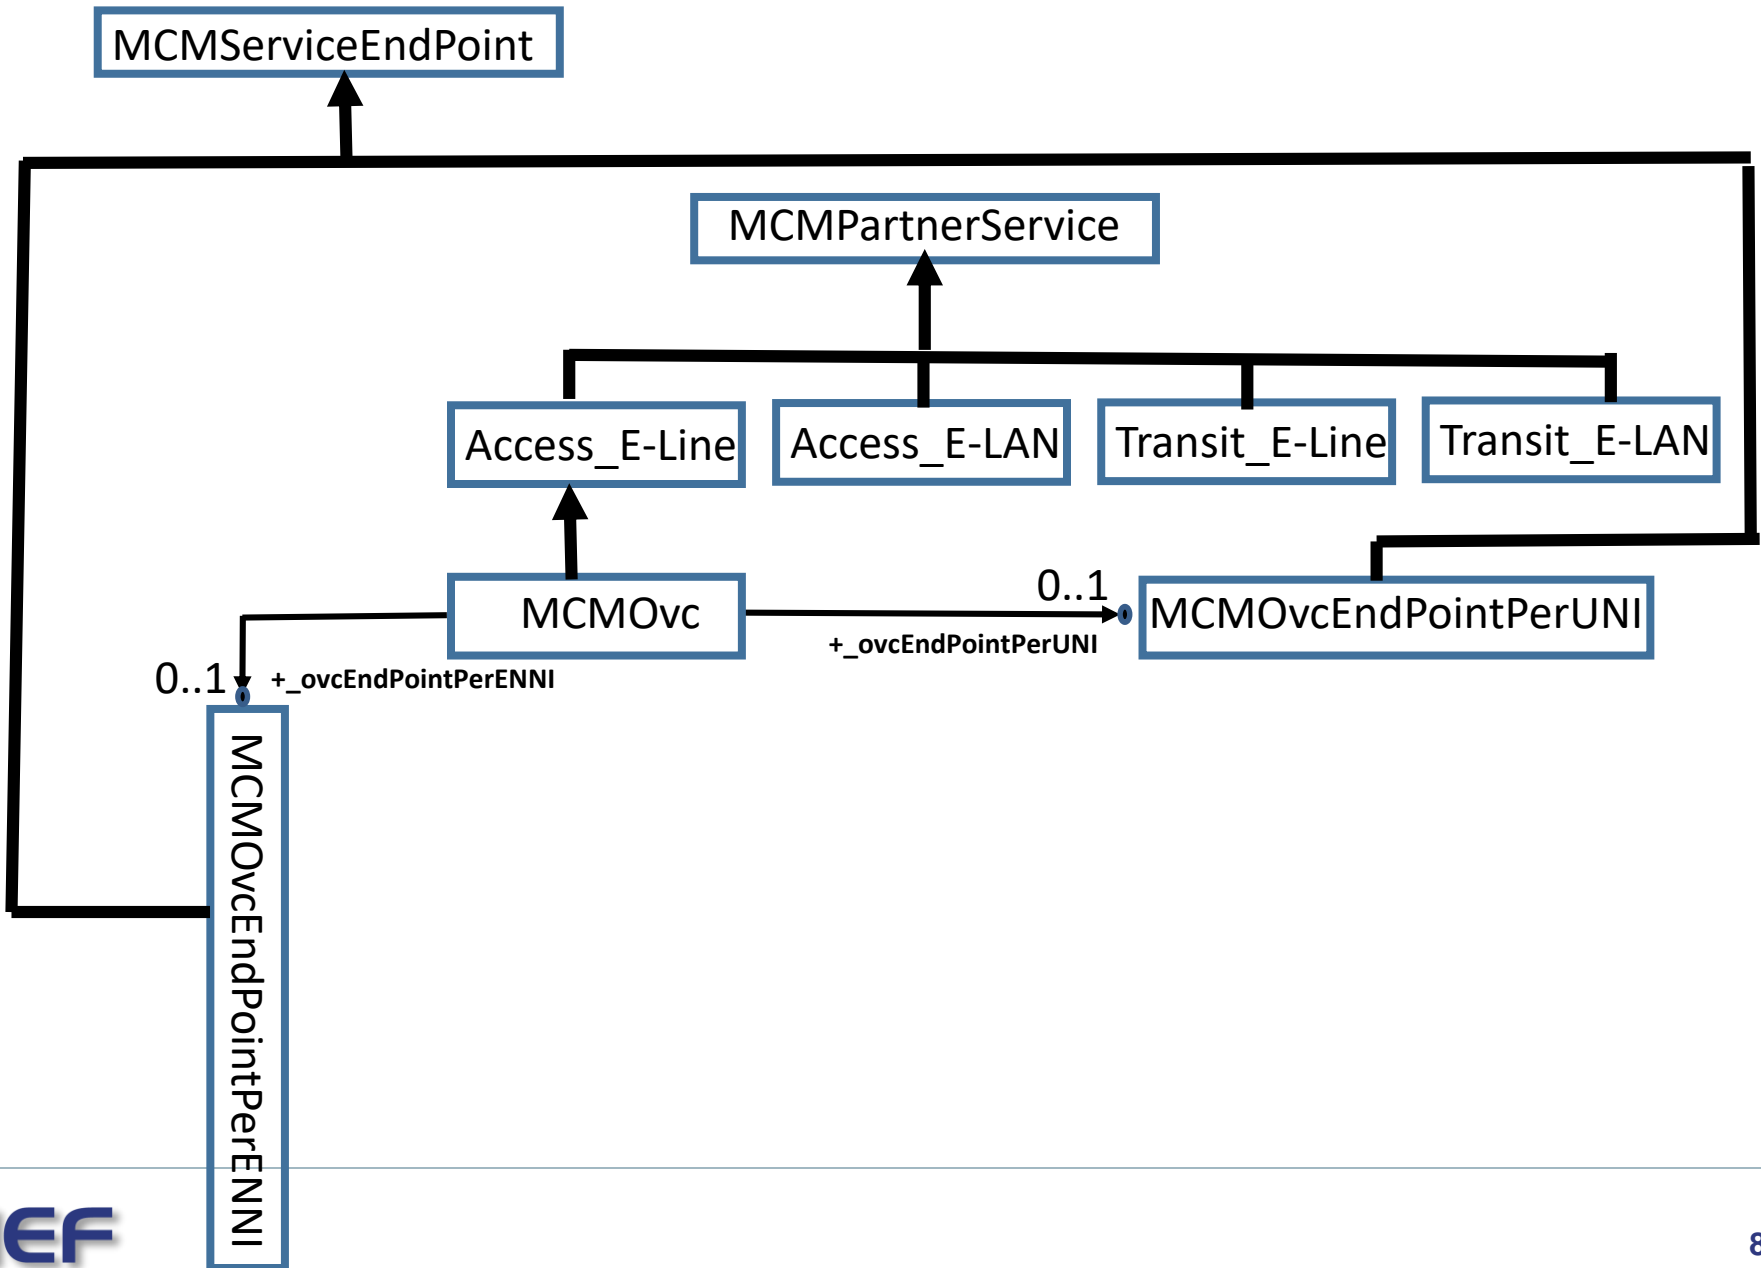 MCMServiceEndPoint
MCMPartnerService
Access_E-Line
Access_E-LAN
Transit_E-Line
Transit_E-LAN
MCMOvc
0..1
+_ovcEndPointPerUNI
MCMOvcEndPointPerUNI
0..1
+_ovcEndPointPerENNI
MCMOvcEndPointPerENNI
EF
8